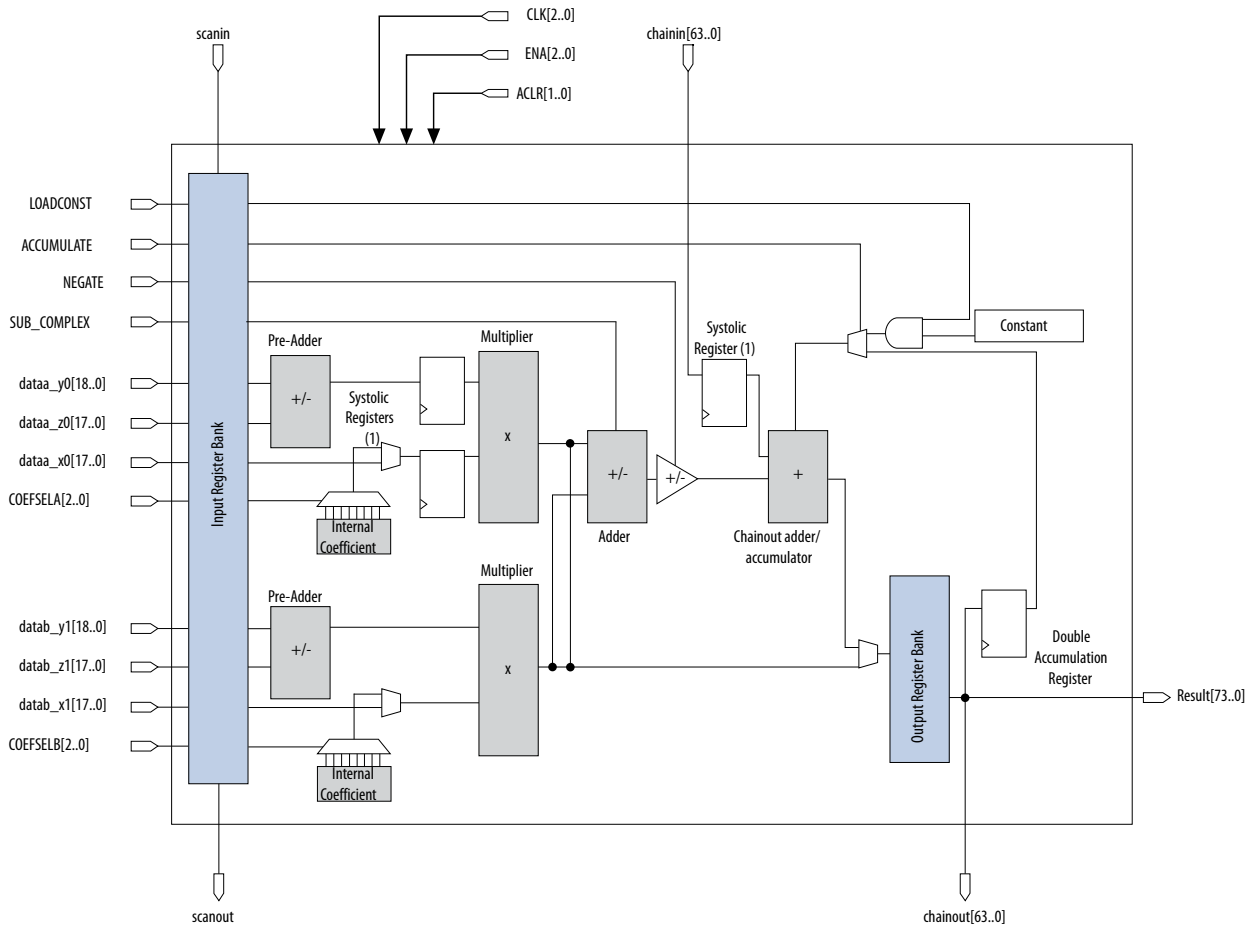 CLK[2..0]
scanin
chainin[63..0]
ENA[2..0]
ACLR[1..0]
LOADCONST
ACCUMULATE
NEGATE
SUB_COMPLEX
dataa_y0[18..0]
dataa_z0[17..0]
dataa_x0[17..0]
COEFSELA[2..0]
datab_y1[18..0]
datab_z1[17..0]
datab_x1[17..0]
COEFSELB[2..0]
Input Register Bank
Pre-Adder
+/-
Systolic
Registers
(1)
Internal
Coefficient
Multiplier
x
Pre-Adder
+/-
Internal
Coefficient
Multiplier
x
+/-
Adder
+/-
Systolic
Register (1)
+
Chainout adder/
accumulator
Constant
Output Register Bank
Double
Accumulation
Register
Result[73..0]
scanout
chainout[63..0]